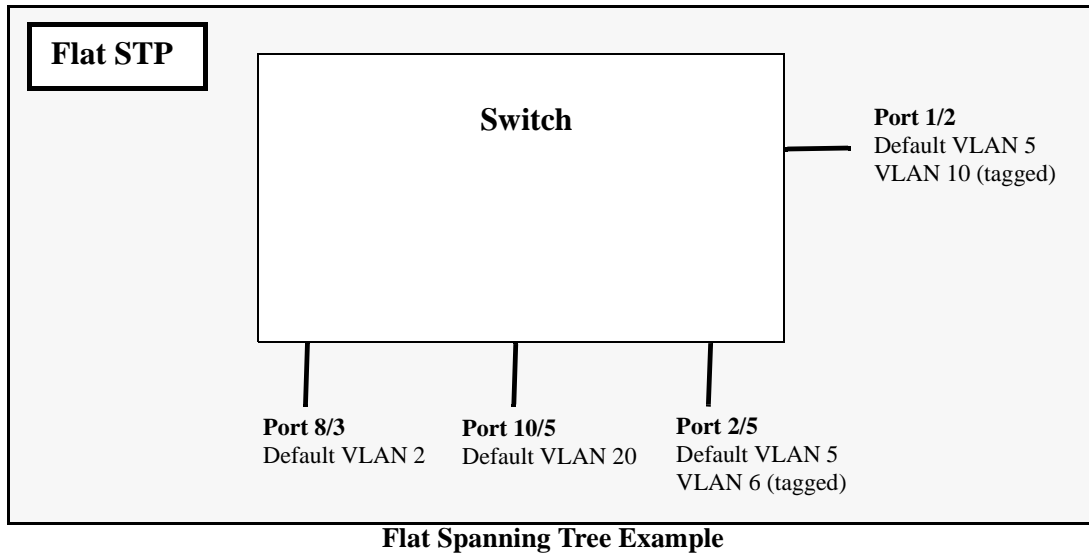 Flat STP
Switch
Port 1/2
Default VLAN 5
VLAN 10 (tagged)
Port 8/3
Default VLAN 2
Port 10/5
Default VLAN 20
Port 2/5
Default VLAN 5
VLAN 6 (tagged)
Flat Spanning Tree Example